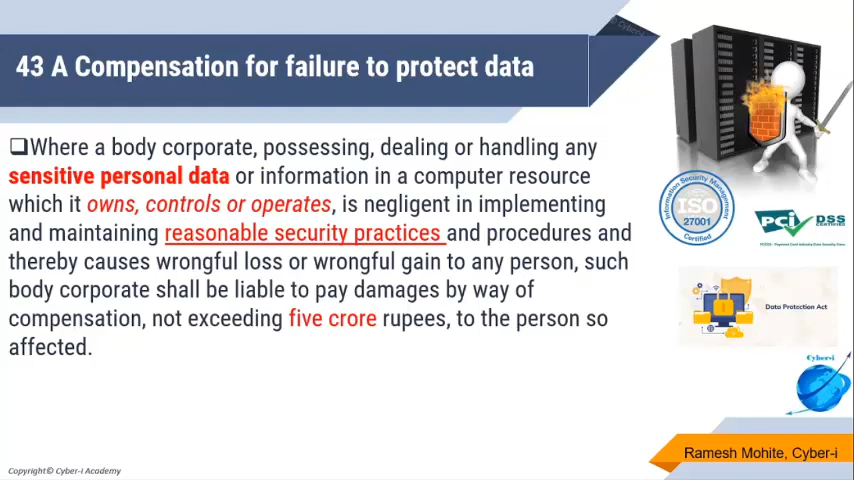 43 A Compensation for failure to protect data
❑Where a body corporate, possessing, dealing or handling any
sensitive personal data or information in a computer resource
which it owns, controls or operates, is negligent in implementing
and maintaining reasonable security practices and procedures and
thereby causes wrongful loss or wrongful gain to any person, such
body corporate shall be liable to pay damages by way of
compensation, not exceeding five crore rupees, to the person so
affected.
Information Security Management
ISO
27001
Certified
PCI DSS
CERTIFIED
Data Protection Act
Cyber-i
Ramesh Mohite, Cyber-i
Copyright© Cyber-i Academy